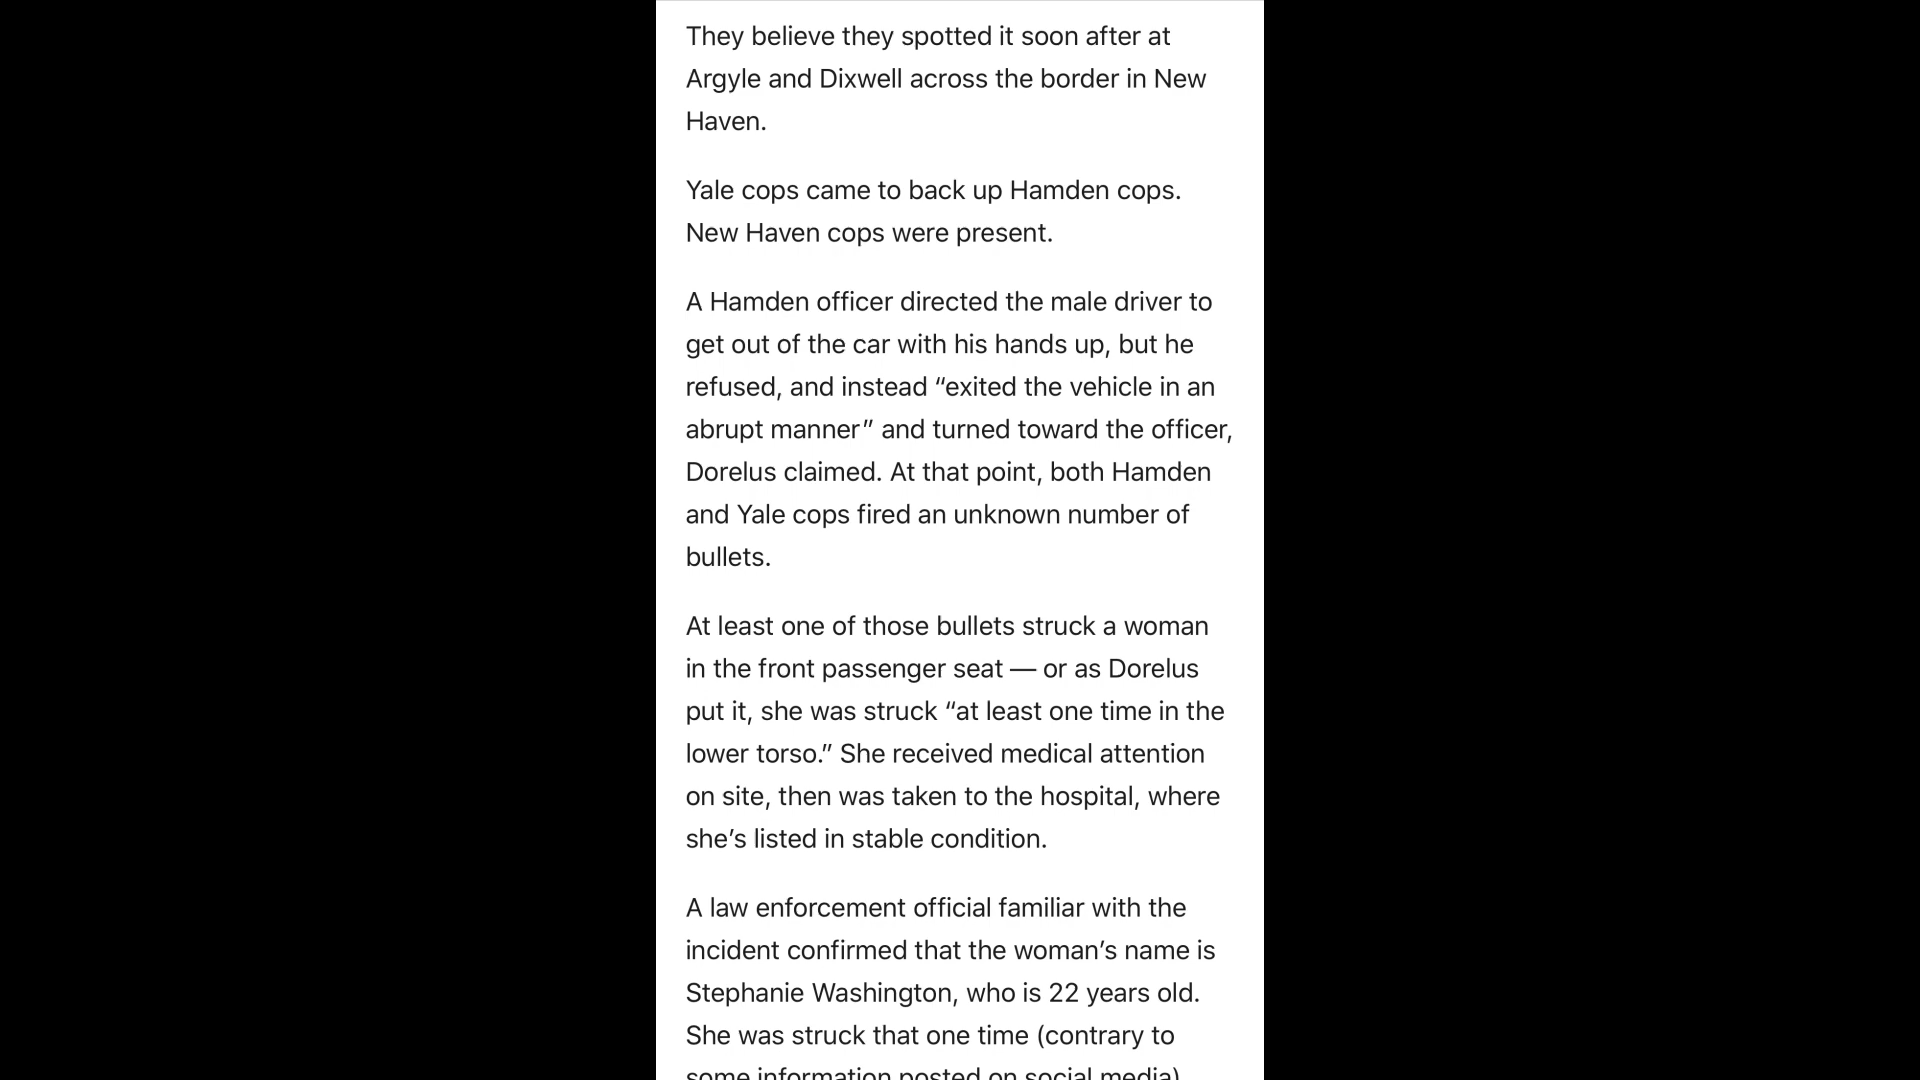 They believe they spotted it soon after at
Argyle and Dixwell across the border in New
Haven.
Yale cops came to back up Hamden cops.
New Haven cops were present.
A Hamden officer directed the male driver to
get out of the car with his hands up, but he
refused, and instead “exited the vehicle in an
abrupt manner” and turned toward the officer,
Dorelus claimed. At that point, both Hamden
and Yale cops fired an unknown number of
bullets.
At least one of those bullets struck a woman
in the front passenger seat — or as Dorelus
put it, she was struck “at least one time in the
lower torso.” She received medical attention
on site, then was taken to the hospital, where
she’s listed in stable condition.
A law enforcement official familiar with the
incident confirmed that the woman’s name is
Stephanie Washington, who is 22 years old.
She was struck that one time (contrary to
some information posted on social media)